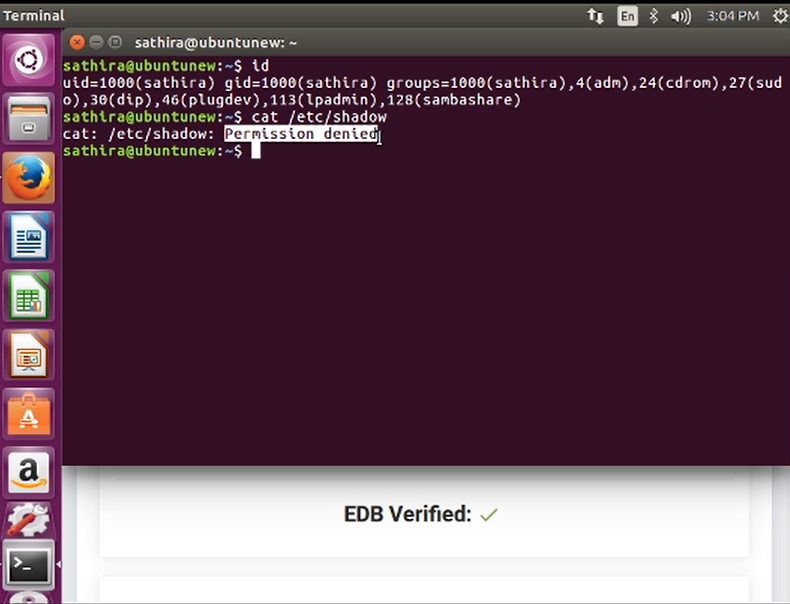 Terminal
En
3:04 PM
sathira@ubuntunew: ~
sathira@ubuntunew:~$ id
uid=1000(sathira) gid=1000(sathira) groups=1000(sathira),4(adm),24(cdrom),27(sud
o),30(dip),46(plugdev),113(lpadmin),128(sambashare)
sathira@ubuntunew:~$ cat /etc/shadow
cat: /etc/shadow: Permission denied
sathira@ubuntunew:~$
EDB Verified: